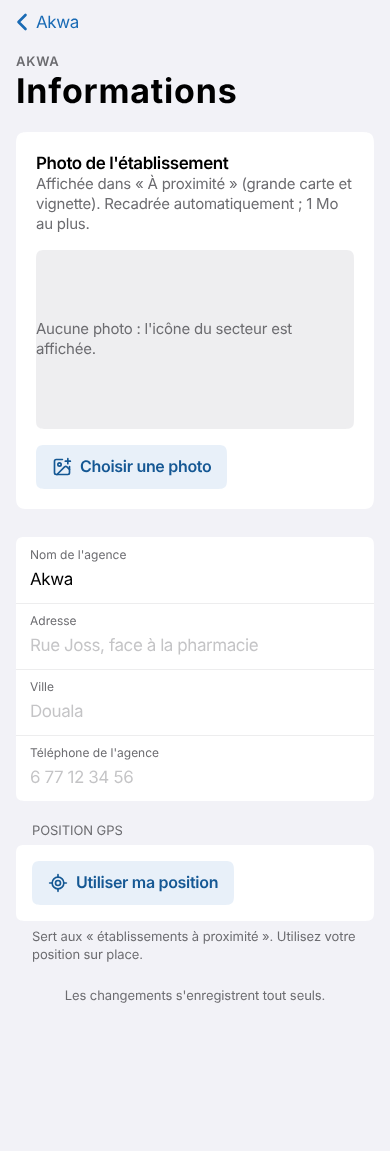 Akwa
AKWA
Informations
Photo de l'établissement
Affichée dans « À proximité » (grande carte et
vignette). Recadrée automatiquement ; 1 Mo
au plus.
Aucune photo : l'icône du secteur est
affichée.
Choisir une photo
Nom de l'agence
Akwa
Adresse
Rue Joss, face à la pharmacie
Ville
Douala
Téléphone de l'agence
6 77 12 34 56
POSITION GPS
Utiliser ma position
Sert aux « établissements à proximité ». Utilisez votre
position sur place.
Les changements s'enregistrent tout seuls.